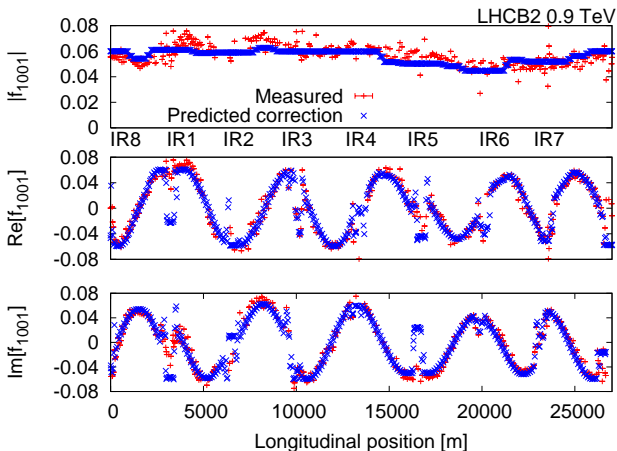 LHCB2 0.9 TeV
|f1001|
0.08
0.06
0.04
0.02
0
Measured
Predicted correction
IR8 IR1 IR2 IR3 IR4 IR5 IR6 IR7
Re[f1001]
0.08
0.04
0
-0.04
-0.08
Im[f1001]
0.08
0.04
0
-0.04
-0.08
0 5000 10000 15000 20000 25000
Longitudinal position [m]